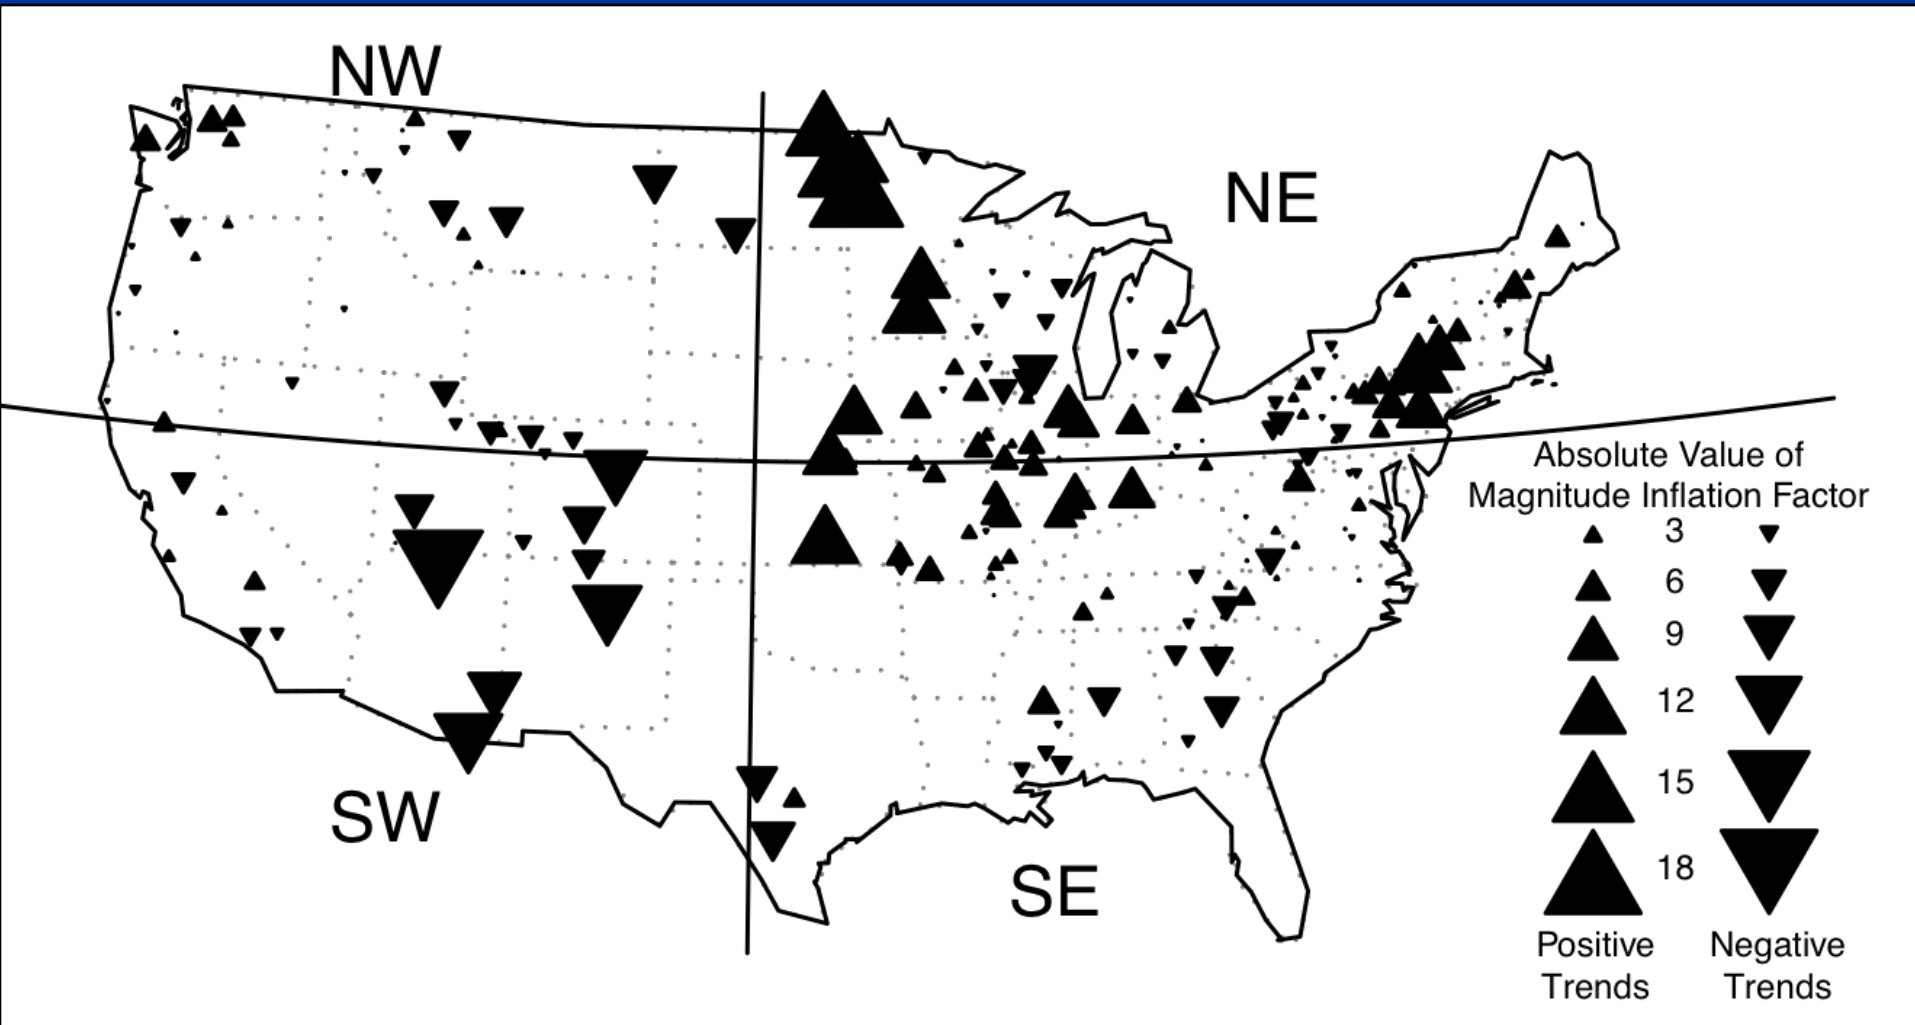 NW
NE
SW
SE
Absolute Value of
Magnitude Inflation Factor
3
6
9
12
15
18
Positive Negative
Trends Trends